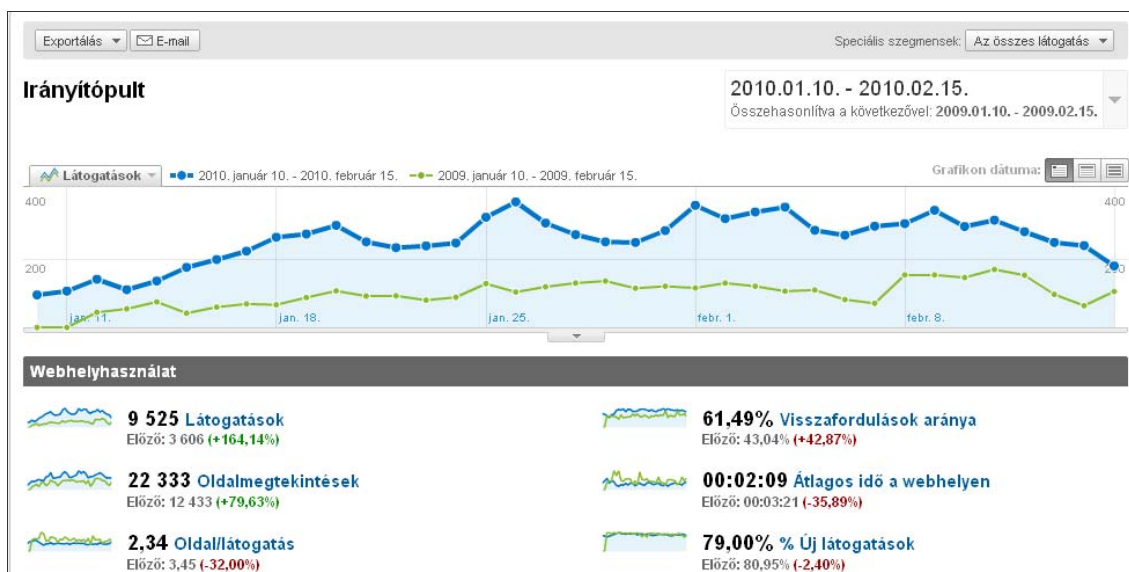 Exportálás E-mail Speciális szegmensek: Az összes látogatás
Irányítópult
2010.01.10. - 2010.02.15.
Összehasonlítva a következővel: 2009.01.10. - 2009.02.15.
Látogatások 2010. január 10. - 2010. február 15. 2009. január 10. - 2009. február 15. Grafikon dátuma:
400 400
200 200
jan. 11. jan. 18. jan. 25. febr. 1. febr. 8.
Webhelyhasználat
9 525 Látogatások
Előző: 3 606 (+164,14%)
61,49% Visszafordulások aránya
Előző: 43,04% (+42,87%)
22 333 Oldalmegtekintések
Előző: 12 433 (+79,63%)
00:02:09 Átlagos idő a webhelyen
Előző: 00:03:21 (-35,89%)
2,34 Oldal/látogatás
Előző: 3,45 (-32,00%)
79,00% % Új látogatások
Előző: 80,95% (-2,40%)